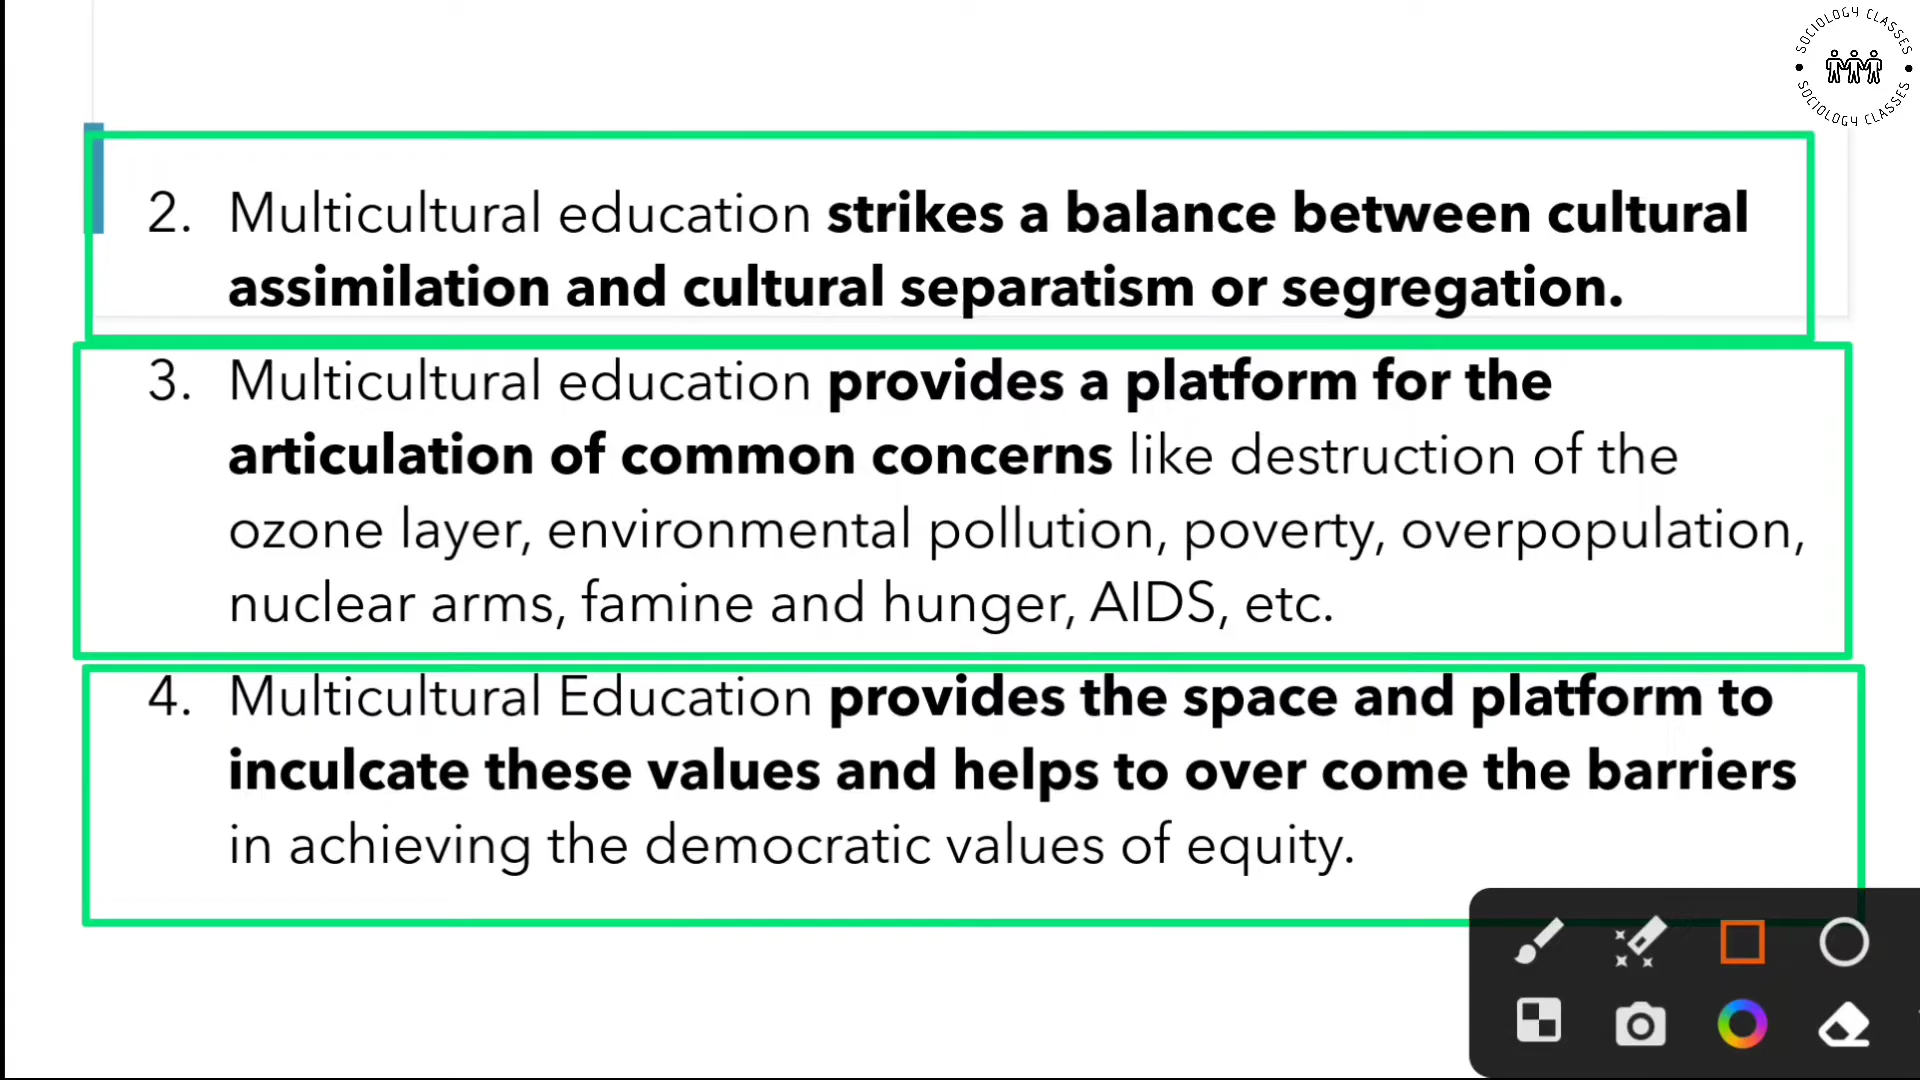 SOCIOLOGY CLASSES
SOCIOLOGY CLASSES
2. Multicultural education strikes a balance between cultural
assimilation and cultural separatism or segregation.
3. Multicultural education provides a platform for the
articulation of common concerns like destruction of the
ozone layer, environmental pollution, poverty, overpopulation,
nuclear arms, famine and hunger, AIDS, etc.
4. Multicultural Education provides the space and platform to
inculcate these values and helps to over come the barriers
in achieving the democratic values of equity.